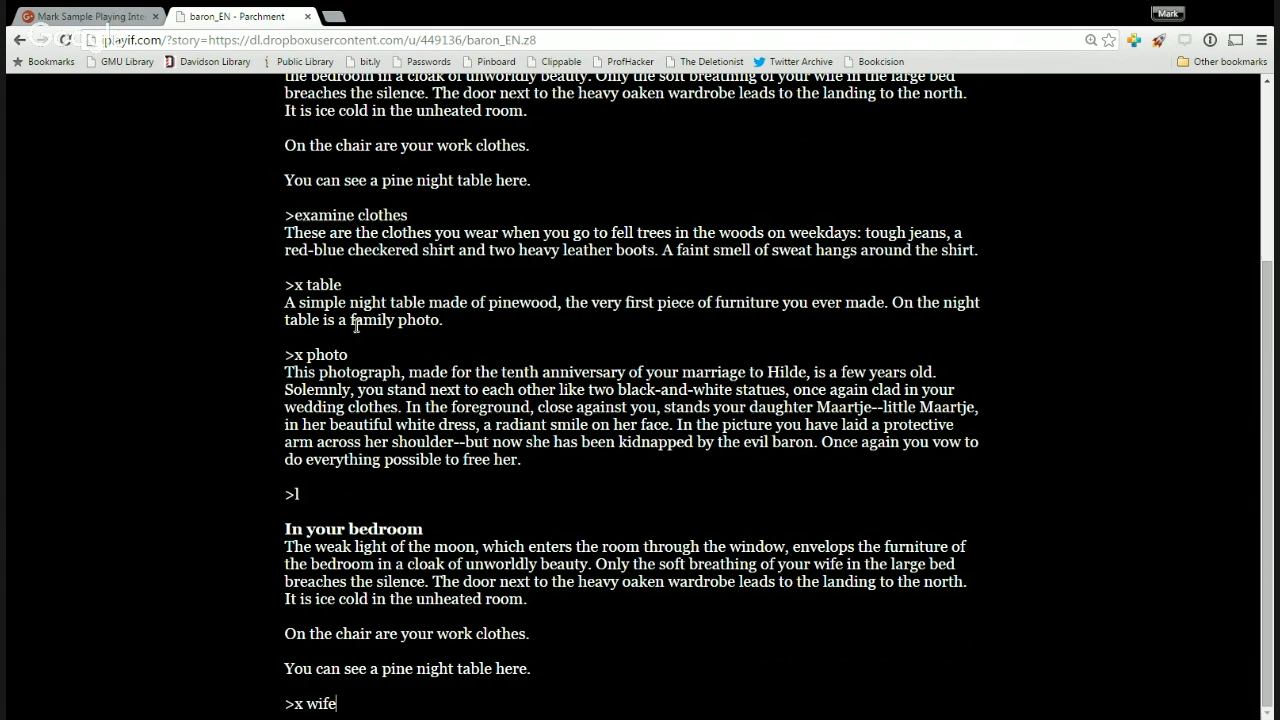 Mark Sample Playing Inte
baron_EN - Parchment
Mark
iplayif.com/?story=https://dl.dropboxusercontent.com/u/449136/baron_EN.z8
Bookmarks GMU Library Davidson Library Public Library bit.ly Passwords Pinboard Clippable ProfHacker The Deletionist Twitter Archive Bookcision Other bookmarks
the bedroom in a cloak of unworldly beauty. Only the soft breathing of your wife in the large bed
breaches the silence. The door next to the heavy oaken wardrobe leads to the landing to the north.
It is ice cold in the unheated room.
On the chair are your work clothes.
You can see a pine night table here.
>examine clothes
These are the clothes you wear when you go to fell trees in the woods on weekdays: tough jeans, a
red-blue checkered shirt and two heavy leather boots. A faint smell of sweat hangs around the shirt.
>x table
A simple night table made of pinewood, the very first piece of furniture you ever made. On the night
table is a family photo.
>x photo
This photograph, made for the tenth anniversary of your marriage to Hilde, is a few years old.
Solemnly, you stand next to each other like two black-and-white statues, once again clad in your
wedding clothes. In the foreground, close against you, stands your daughter Maartje--little Maartje,
in her beautiful white dress, a radiant smile on her face. In the picture you have laid a protective
arm across her shoulder--but now she has been kidnapped by the evil baron. Once again you vow to
do everything possible to free her.
>l
In your bedroom
The weak light of the moon, which enters the room through the window, envelops the furniture of
the bedroom in a cloak of unworldly beauty. Only the soft breathing of your wife in the large bed
breaches the silence. The door next to the heavy oaken wardrobe leads to the landing to the north.
It is ice cold in the unheated room.
On the chair are your work clothes.
You can see a pine night table here.
>x wife